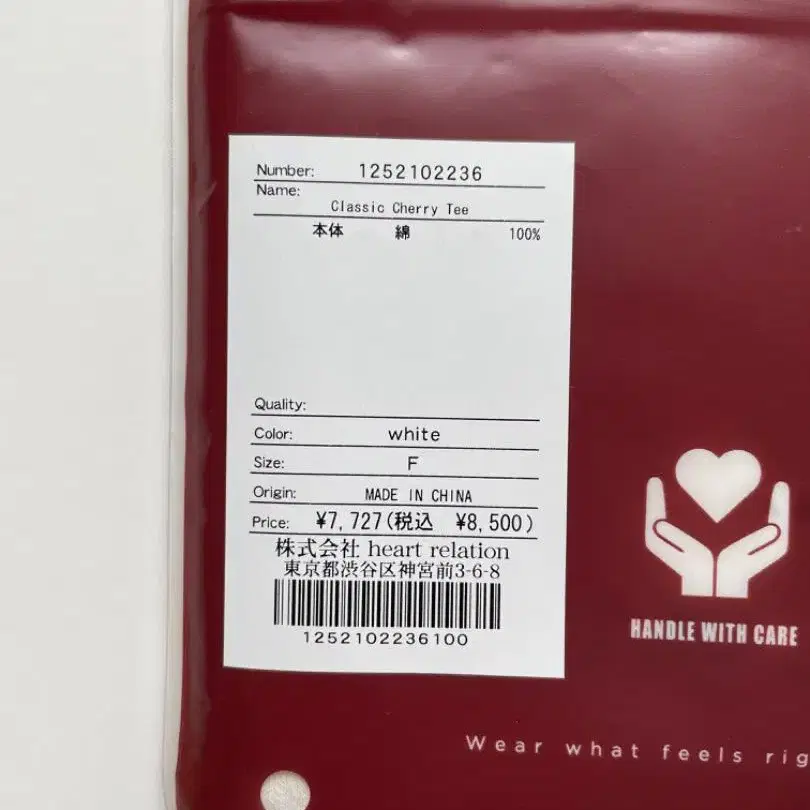 Number: 1252102236
Name:
Classic Cherry Tee
本体 綿 100%
Quality:
Color: white
Size: F
Origin: MADE IN CHINA
Price: ¥7,727(税込 ¥8,500)
株式会社 heart relation
東京都渋谷区神宮前3-6-8
1252102236100
HANDLE WITH CARE
Wear what feels rig